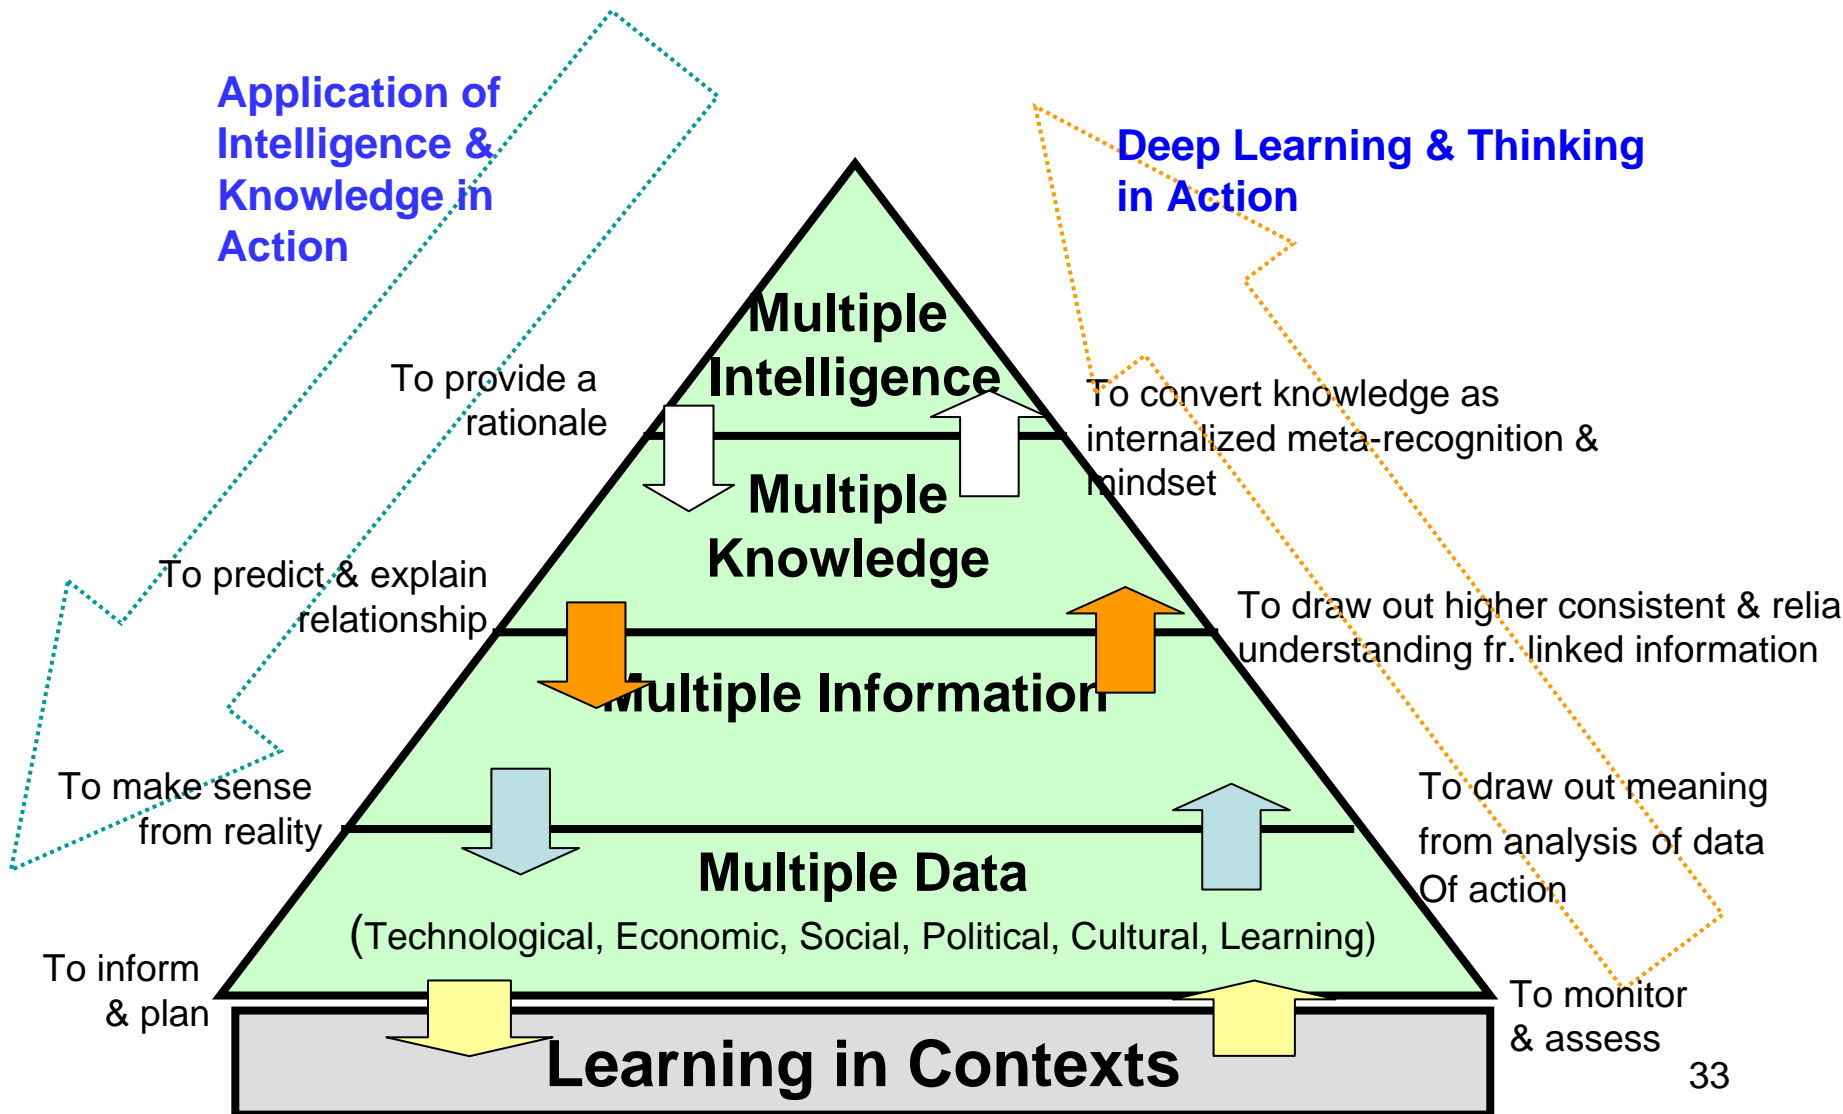 Application of
Intelligence &
Knowledge in
Action
Deep Learning & Thinking
in Action
Multiple
Intelligence
To provide a
rationale
To convert knowledge as
internalized meta-recognition &
mindset
Multiple
Knowledge
To predict & explain
relationship
To draw out higher consistent & relia
understanding fr. linked information
Multiple Information
To make sense
from reality
To draw out meaning
from analysis of data
Of action
Multiple Data
(Technological, Economic, Social, Political, Cultural, Learning)
To inform
& plan
To monitor
& assess
Learning in Contexts
33